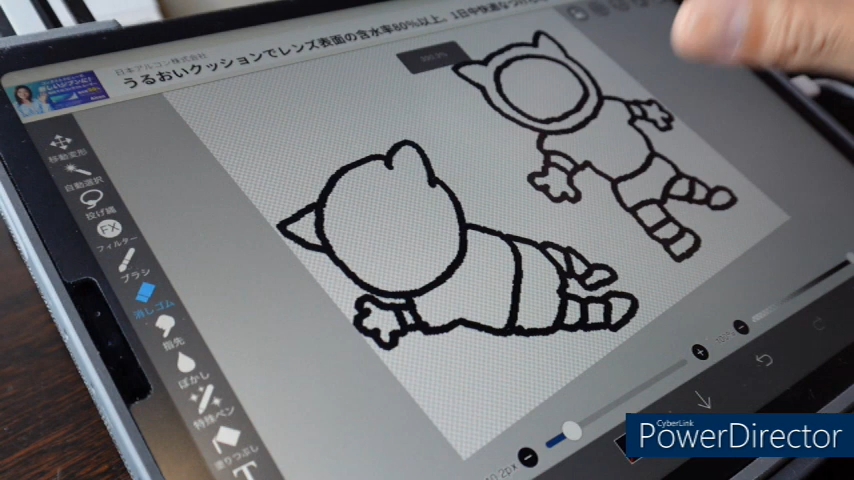 日本アルコン株式会社
うるおいクッションでレンズ表面の含水率80%以上。1日中快適な
移動変形
自動選択
投げ縄
FX
フィルター
ブラシ
消しゴム
指先
ぼかし
特殊ペン
塗りつぶし
T
CyberLink
PowerDirector